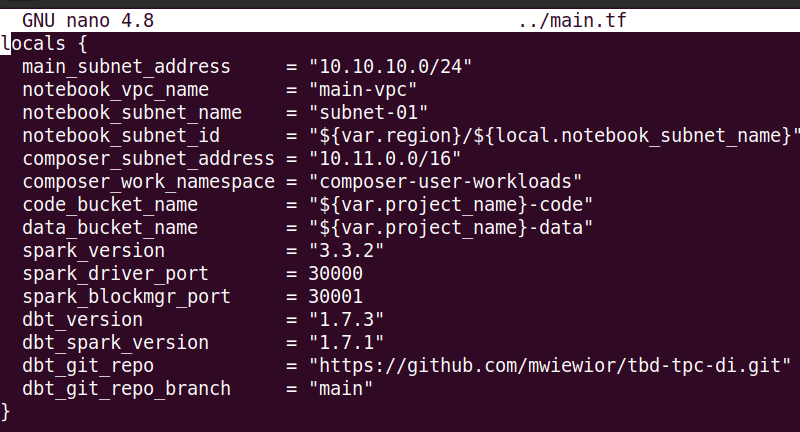 GNU nano 4.8                                 ../main.tf
locals {
  main_subnet_address     = "10.10.10.0/24"
  notebook_vpc_name       = "main-vpc"
  notebook_subnet_name    = "subnet-01"
  notebook_subnet_id      = "${var.region}/${local.notebook_subnet_name}"
  composer_subnet_address = "10.11.0.0/16"
  composer_work_namespace = "composer-user-workloads"
  code_bucket_name        = "${var.project_name}-code"
  data_bucket_name        = "${var.project_name}-data"
  spark_version           = "3.3.2"
  spark_driver_port       = 30000
  spark_blockmgr_port     = 30001
  dbt_version             = "1.7.3"
  dbt_spark_version       = "1.7.1"
  dbt_git_repo            = "https://github.com/mwiewior/tbd-tpc-di.git"
  dbt_git_repo_branch     = "main"
}